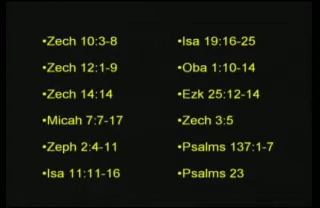 •Zech 10:3-8
•Zech 12:1-9
•Zech 14:14
•Micah 7:7-17
•Zeph 2:4-11
•Isa 11:11-16
•Isa 19:16-25
•Oba 1:10-14
•Ezk 25:12-14
•Zech 3:5
•Psalms 137:1-7
•Psalms 23